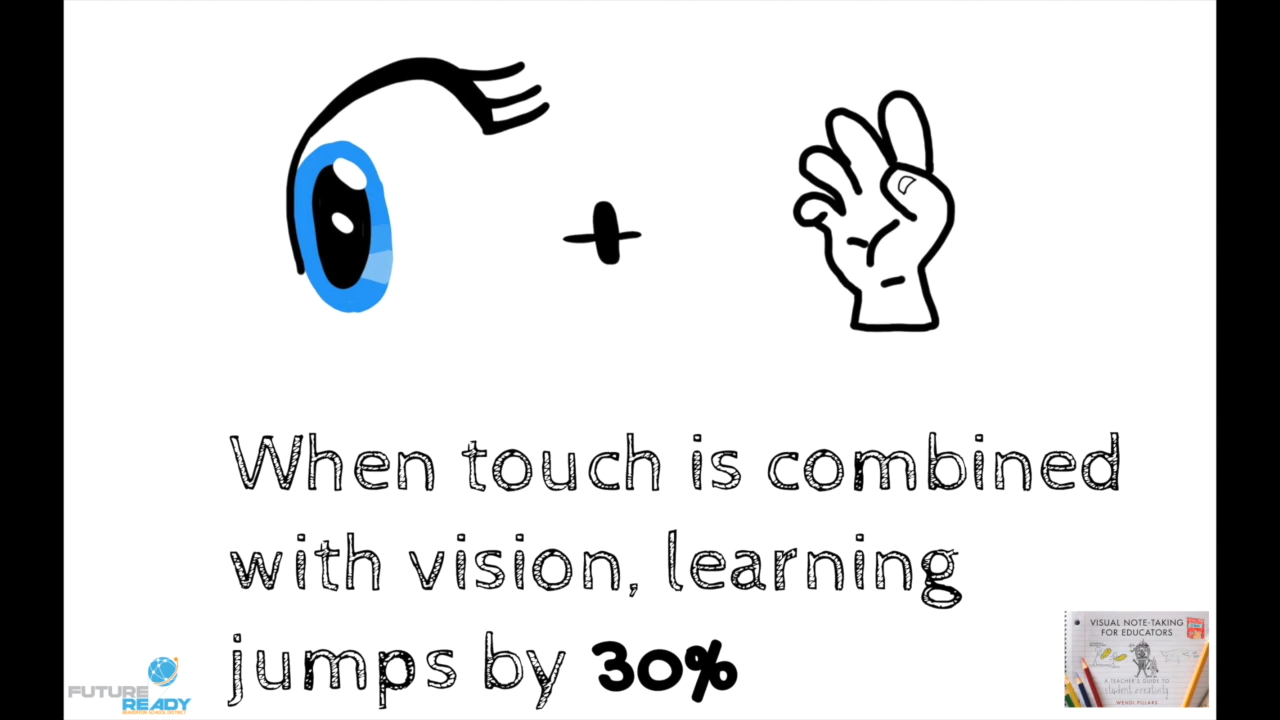 When touch is combined
with vision, learning
jumps by 30%
FUTURE
READY
VISUAL NOTE-TAKING
FOR EDUCATORS
A TEACHER'S GUIDE TO
student creativity
WENDI PILLARS